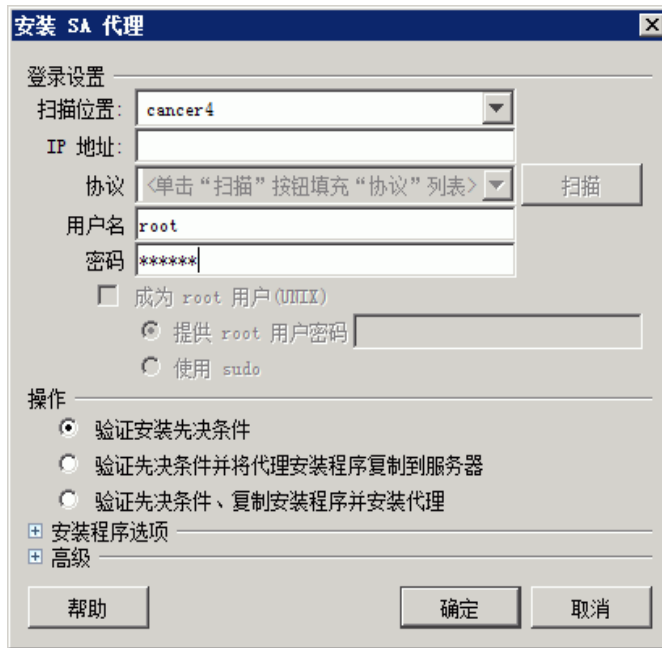 安装 SA 代理
登录设置
扫描位置: cancer4
IP 地址:
协议 <单击“扫描”按钮填充“协议”列表> 扫描
用户名 root
密码 ******
成为 root 用户(UNIX)
提供 root 用户密码
使用 sudo
操作
验证安装先决条件
验证先决条件并将代理安装程序复制到服务器
验证先决条件、复制安装程序并安装代理
安装程序选项
高级
帮助 确定 取消